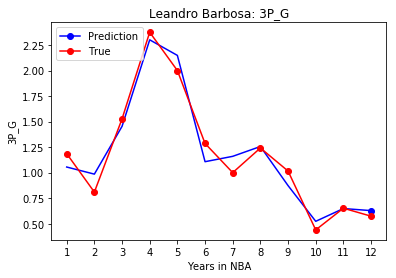 Leandro Barbosa: 3P_G
Prediction
True
2.25
2.00
1.75
1.50
1.25
1.00
0.75
0.50
3P_G
1 2 3 4 5 6 7 8 9 10 11 12
Years in NBA